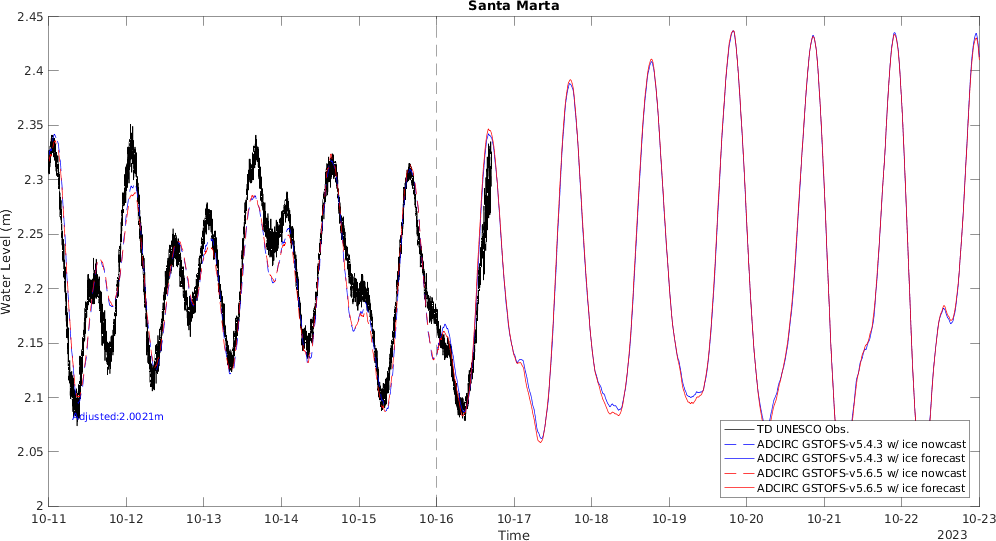 Santa Marta
2.45
2.4
2.35
2.3
2.25
2.2
2.15
2.1
2.05
2
Water Level (m)
Adjusted:2.0021m
TD UNESCO Obs.
ADCIRC GSTOFS-v5.4.3 w/ ice nowcast
ADCIRC GSTOFS-v5.4.3 w/ ice forecast
ADCIRC GSTOFS-v5.6.5 w/ ice nowcast
ADCIRC GSTOFS-v5.6.5 w/ ice forecast
10-11 10-12 10-13 10-14 10-15 10-16 10-17 10-18 10-19 10-20 10-21 10-22 10-23
Time
2023